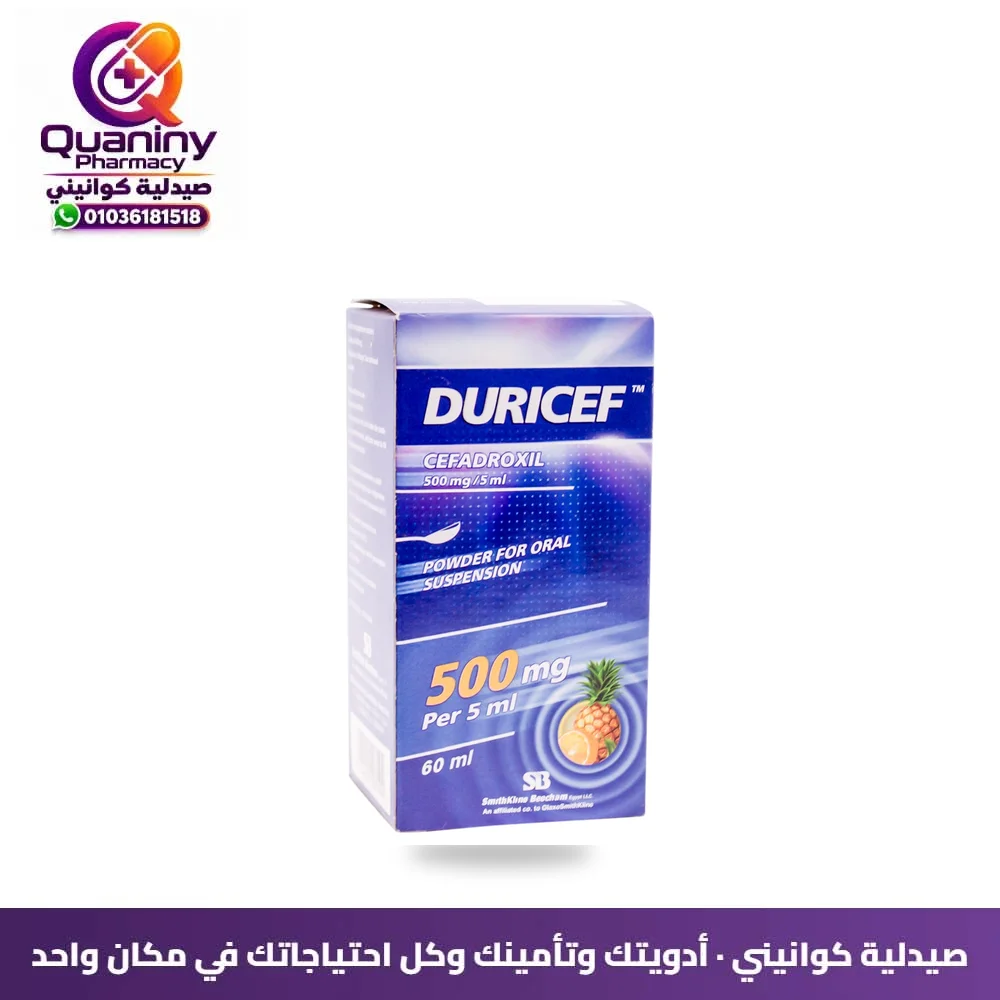 Quaniny
Pharmacy
صيدلية كوانيني
01036181518
DURICEF™
CEFADROXIL
500 mg/5 ml
POWDER FOR ORAL
SUSPENSION
500 mg
Per 5 ml
60 ml
SB
SmithKline Beecham Egypt LLC
An affiliated co. to GlaxoSmithKline
صيدلية كوانيني · أدويتك وتأمينك وكل احتياجاتك في مكان واحد